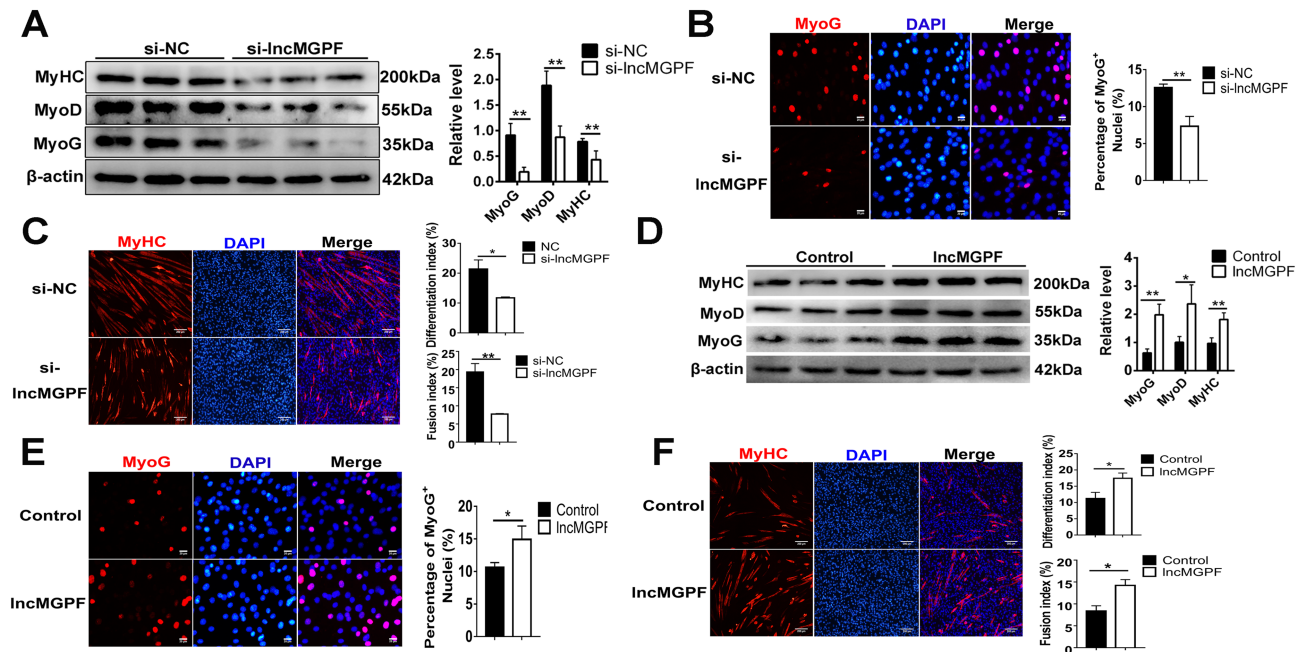 A
si-NC
si-lncMGPF
MyHC
200kDa
MyoD
55kDa
MyoG
35kDa
β-actin
42kDa
si-NC
si-lncMGPF
Relative level
2.5
2.0
1.5
1.0
0.5
0.0
**
**
**
MyoG
MyoD
MyHC
B
MyoG
DAPI
Merge
si-NC
si-
lncMGPF
Percentage of MyoG+
Nuclei (%)
15
10
5
0
**
si-NC
si-lncMGPF
C
MyHC
DAPI
Merge
si-NC
si-
lncMGPF
Differentiation index (%)
30
20
10
0
*
NC
si-lncMGPF
Fusion index (%)
25
20
15
10
5
0
**
si-NC
si-lncMGPF
D
Control
lncMGPF
MyHC
200kDa
MyoD
55kDa
MyoG
35kDa
β-actin
42kDa
Control
lncMGPF
Relative level
4
3
2
1
0
**
*
**
MyoG
MyoD
MyHC
E
MyoG
DAPI
Merge
Control
lncMGPF
Percentage of MyoG+
Nuclei (%)
20
15
10
5
0
*
Control
lncMGPF
F
MyHC
DAPI
Merge
Control
lncMGPF
Differentiation index (%)
25
20
15
10
5
0
*
Control
lncMGPF
Fusion index (%)
20
15
10
5
0
*
Control
lncMGPF